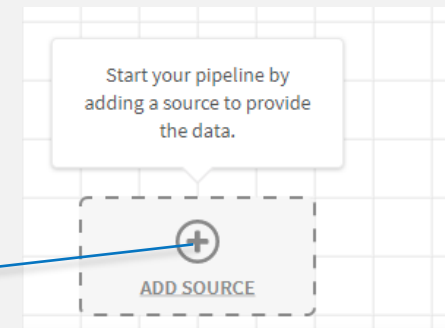 Start your pipeline by
adding a source to provide
the data.
ADD SOURCE